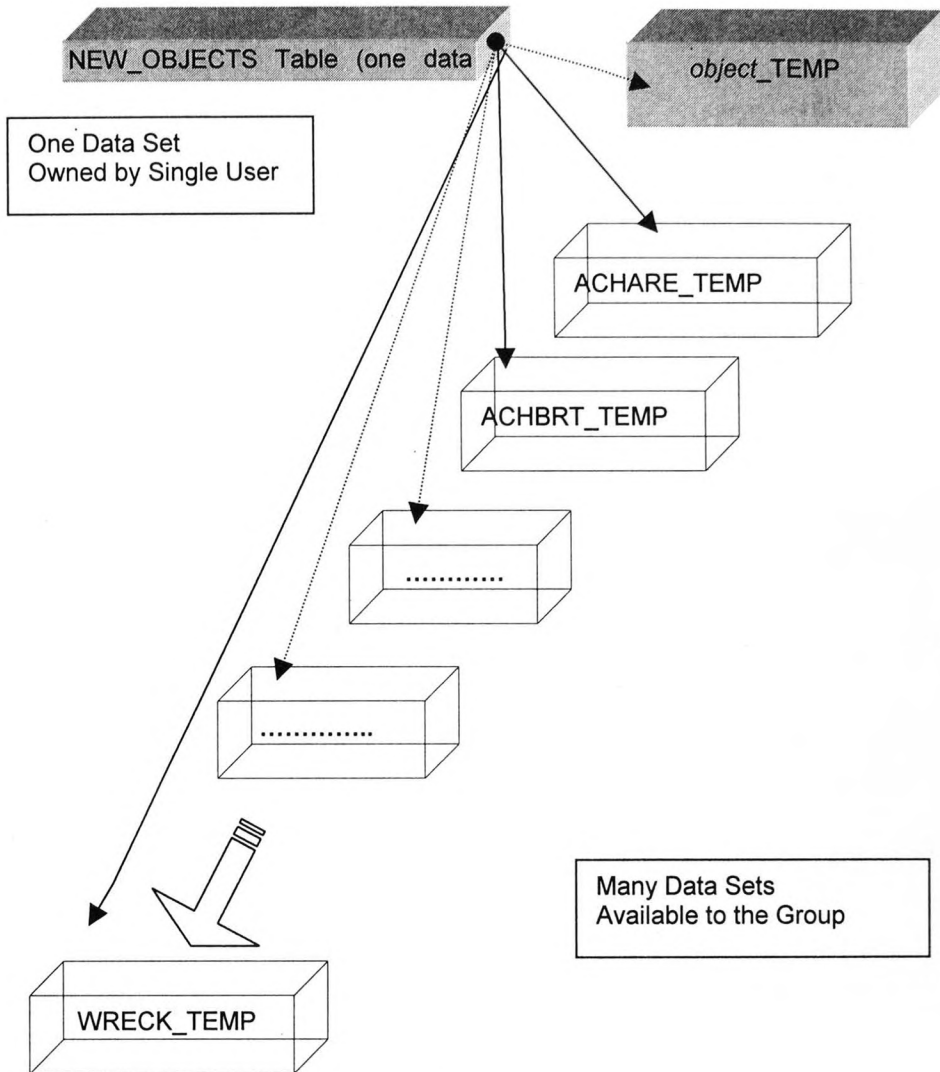 NEW_OBJECTS Table (one data
object_TEMP
One Data Set
Owned by Single User
ACHARE_TEMP
ACHBRT_TEMP
............
..............
Many Data Sets
Available to the Group
WRECK_TEMP